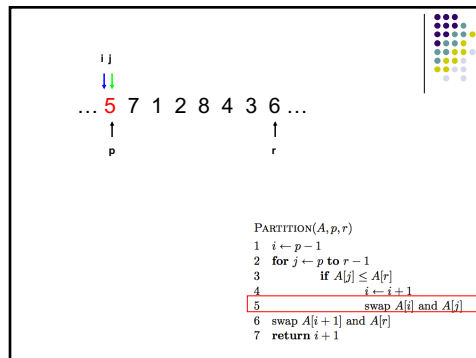 i j
... 5 7 1 2 8 4 3 6 ...
p r
PARTITION(A, p, r)
1 i ← p − 1
2 for j ← p to r − 1
3 if A[j] ≤ A[r]
4 i ← i + 1
5 swap A[i] and A[j]
6 swap A[i + 1] and A[r]
7 return i + 1